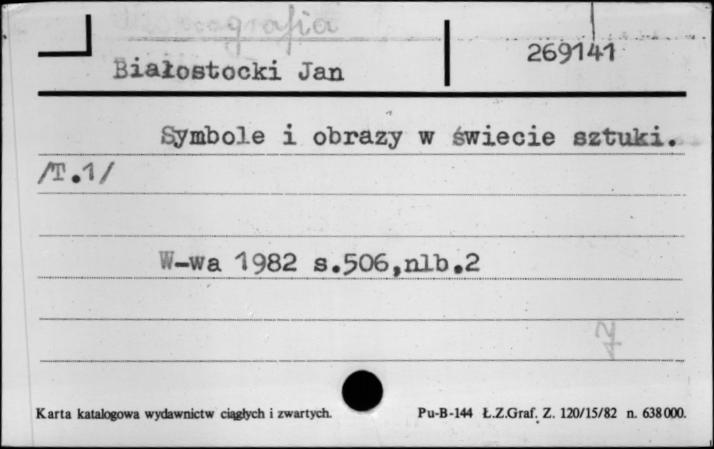 269141
Białostocki Jan
Symbole i obrazy w świecie sztuki.
/T.1/
W-wa 1982 s.506,nlb.2
Karta katalogowa wydawnictw ciągłych i zwartych. Pu-B-144 Ł.Z.Graf. Z. 120/15/82 n. 638000.